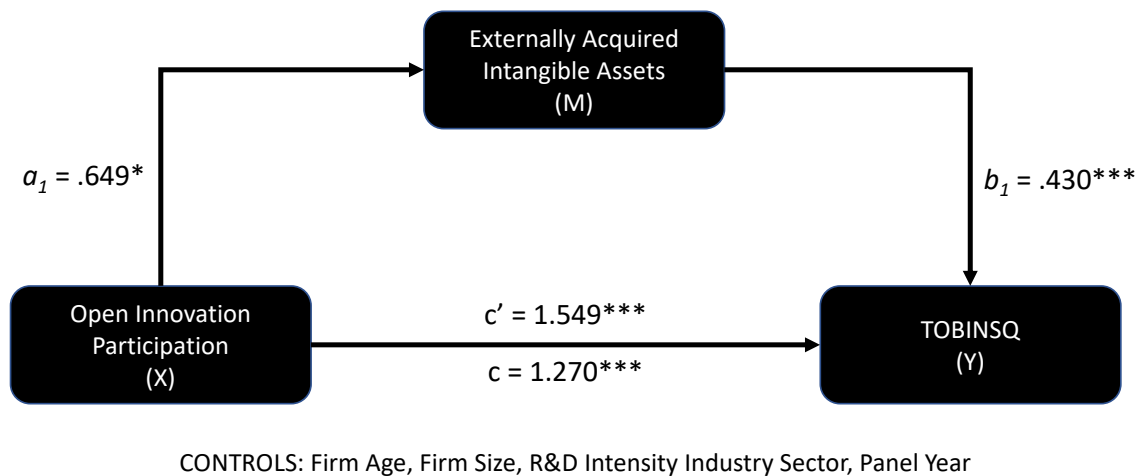 Externally Acquired
Intangible Assets
(M)
a₁ = .649*
b₁ = .430***
Open Innovation
Participation
(X)
c’ = 1.549***
c = 1.270***
TOBINSQ
(Y)
CONTROLS: Firm Age, Firm Size, R&D Intensity Industry Sector, Panel Year